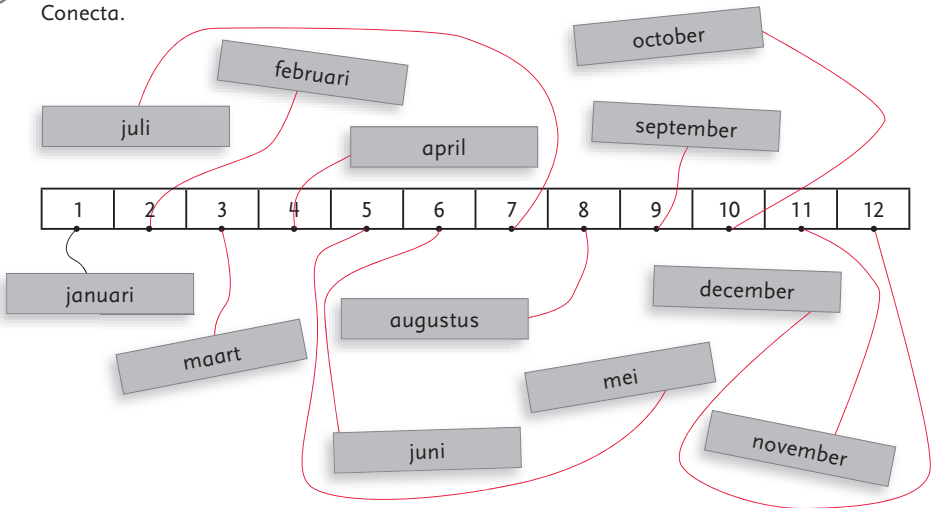 Conecta.
october
februari
juli
september
april
1 2 3 4 5 6 7 8 9 10 11 12
januari
december
augustus
maart
mei
juni
november